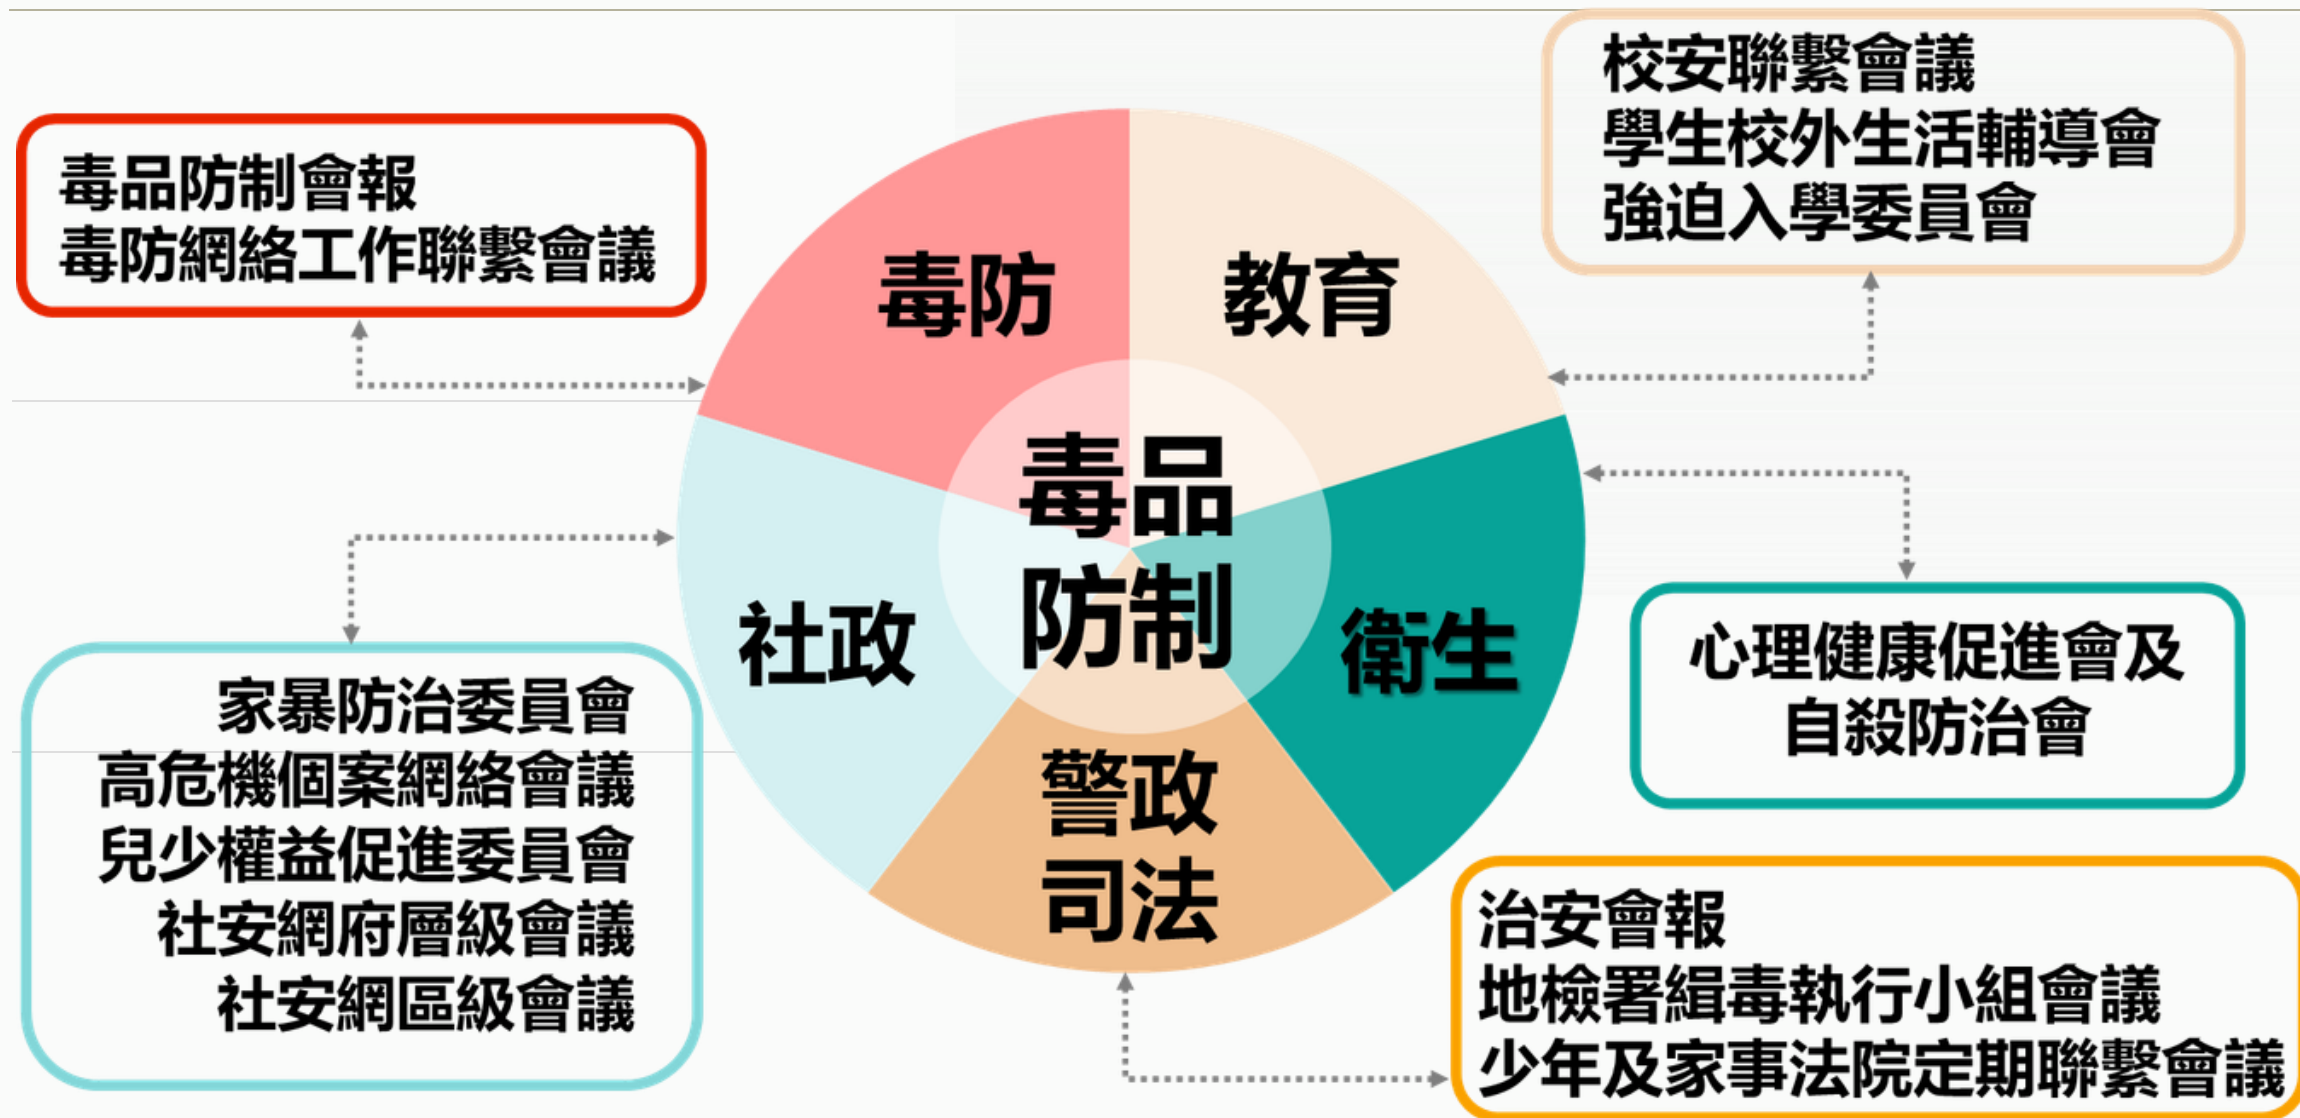 毒品防制會報
毒防網絡工作聯繫會議
校安聯繫會議
學生校外生活輔導會
強迫入學委員會
毒防
教育
毒品
防制
社政
衛生
警政
司法
家暴防治委員會
高危機個案網絡會議
兒少權益促進委員會
社安網府層級會議
社安網區級會議
心理健康促進會及
自殺防治會
治安會報
地檢署緝毒執行小組會議
少年及家事法院定期聯繫會議